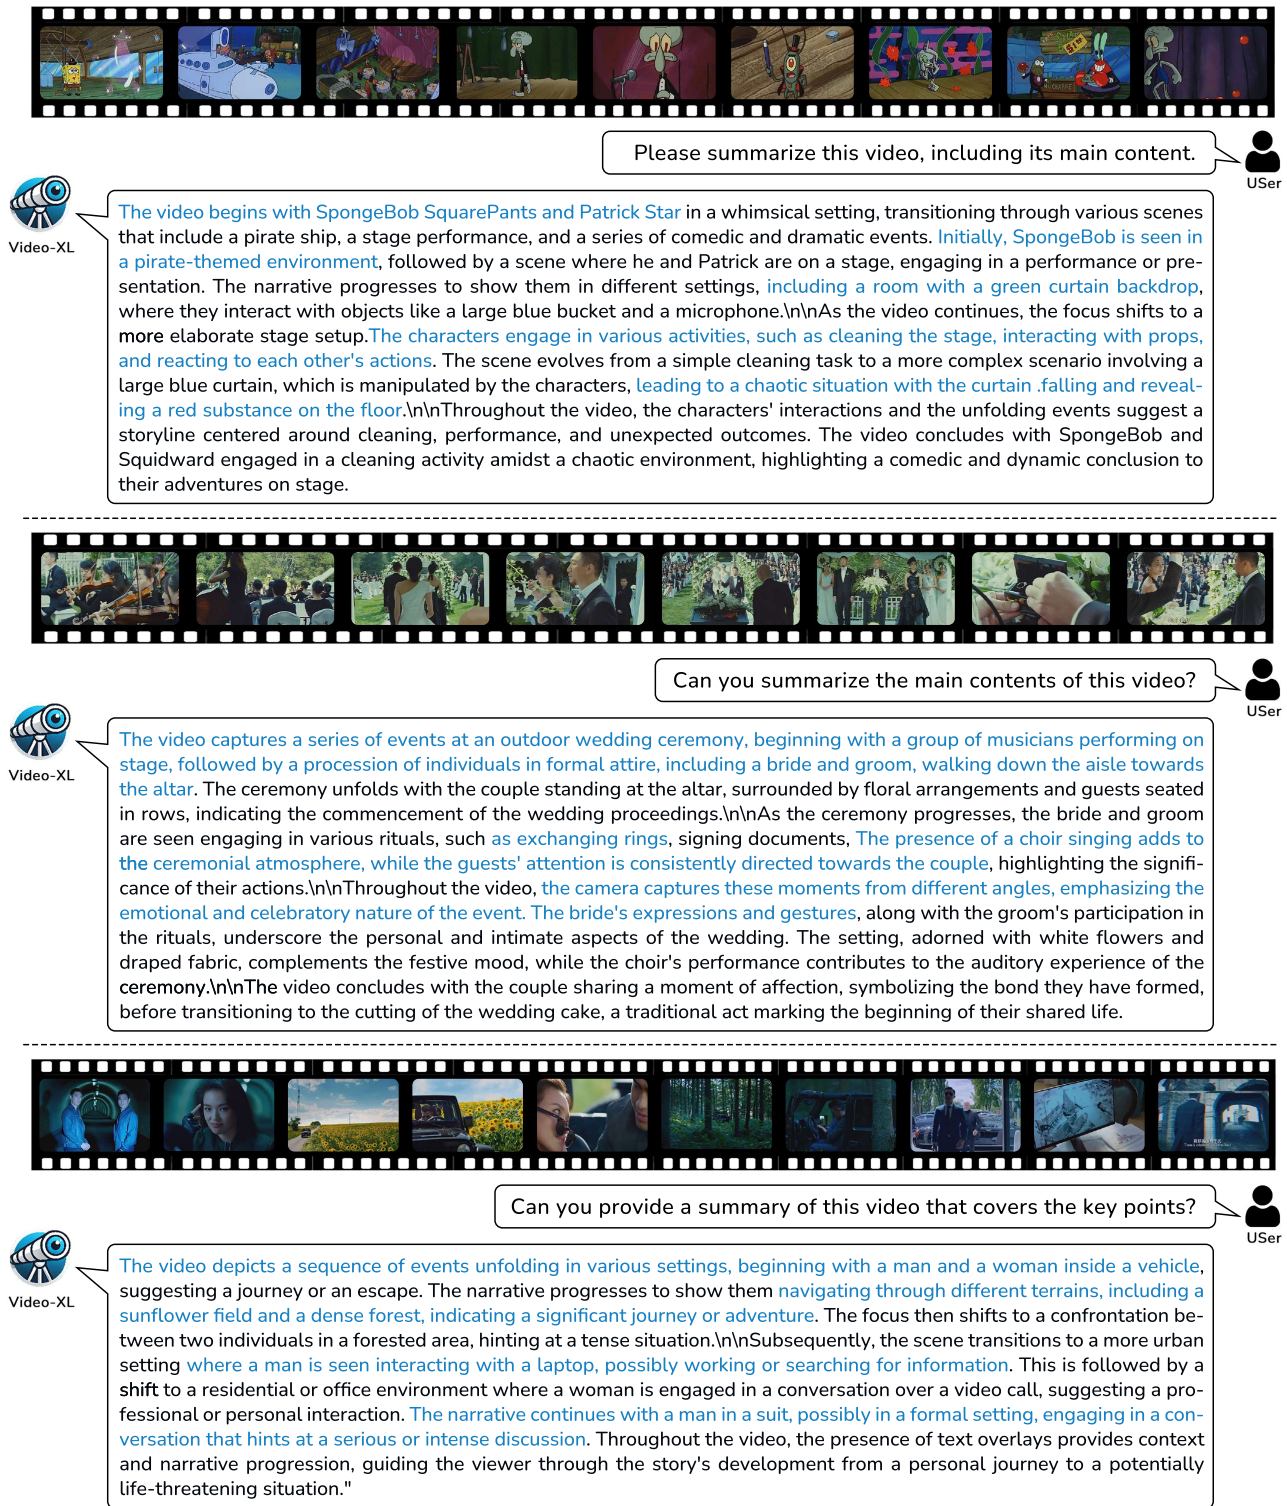 Please summarize this video, including its main content.
USer
Video-XL
The video begins with SpongeBob SquarePants and Patrick Star in a whimsical setting, transitioning through various scenes
that include a pirate ship, a stage performance, and a series of comedic and dramatic events. Initially, SpongeBob is seen in
a pirate-themed environment, followed by a scene where he and Patrick are on a stage, engaging in a performance or pre-
sentation. The narrative progresses to show them in different settings, including a room with a green curtain backdrop,
where they interact with objects like a large blue bucket and a microphone.\n\nAs the video continues, the focus shifts to a
more elaborate stage setup.The characters engage in various activities, such as cleaning the stage, interacting with props,
and reacting to each other's actions. The scene evolves from a simple cleaning task to a more complex scenario involving a
large blue curtain, which is manipulated by the characters, leading to a chaotic situation with the curtain .falling and reveal-
ing a red substance on the floor.\n\nThroughout the video, the characters' interactions and the unfolding events suggest a
storyline centered around cleaning, performance, and unexpected outcomes. The video concludes with SpongeBob and
Squidward engaged in a cleaning activity amidst a chaotic environment, highlighting a comedic and dynamic conclusion to
their adventures on stage.
Can you summarize the main contents of this video?
USer
Video-XL
The video captures a series of events at an outdoor wedding ceremony, beginning with a group of musicians performing on
stage, followed by a procession of individuals in formal attire, including a bride and groom, walking down the aisle towards
the altar. The ceremony unfolds with the couple standing at the altar, surrounded by floral arrangements and guests seated
in rows, indicating the commencement of the wedding proceedings.\n\nAs the ceremony progresses, the bride and groom
are seen engaging in various rituals, such as exchanging rings, signing documents, The presence of a choir singing adds to
the ceremonial atmosphere, while the guests' attention is consistently directed towards the couple, highlighting the signifi-
cance of their actions.\n\nThroughout the video, the camera captures these moments from different angles, emphasizing the
emotional and celebratory nature of the event. The bride's expressions and gestures, along with the groom's participation in
the rituals, underscore the personal and intimate aspects of the wedding. The setting, adorned with white flowers and
draped fabric, complements the festive mood, while the choir's performance contributes to the auditory experience of the
ceremony.\n\nThe video concludes with the couple sharing a moment of affection, symbolizing the bond they have formed,
before transitioning to the cutting of the wedding cake, a traditional act marking the beginning of their shared life.
Can you provide a summary of this video that covers the key points?
USer
Video-XL
The video depicts a sequence of events unfolding in various settings, beginning with a man and a woman inside a vehicle,
suggesting a journey or an escape. The narrative progresses to show them navigating through different terrains, including a
sunflower field and a dense forest, indicating a significant journey or adventure. The focus then shifts to a confrontation be-
tween two individuals in a forested area, hinting at a tense situation.\n\nSubsequently, the scene transitions to a more urban
setting where a man is seen interacting with a laptop, possibly working or searching for information. This is followed by a
shift to a residential or office environment where a woman is engaged in a conversation over a video call, suggesting a pro-
fessional or personal interaction. The narrative continues with a man in a suit, possibly in a formal setting, engaging in a con-
versation that hints at a serious or intense discussion. Throughout the video, the presence of text overlays provides context
and narrative progression, guiding the viewer through the story's development from a personal journey to a potentially
life-threatening situation."